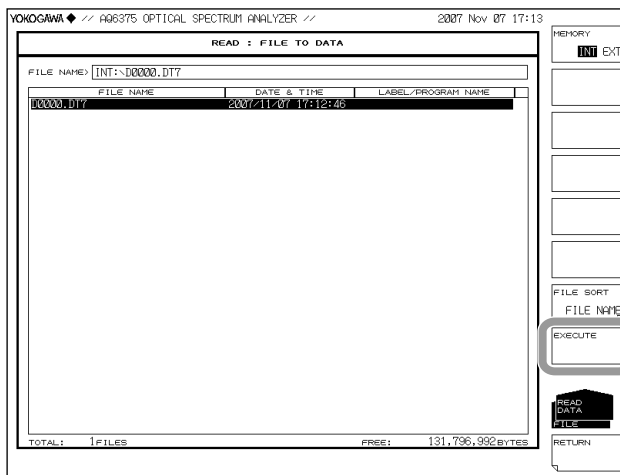 YOKOGAWA ◆ // AQ6375 OPTICAL SPECTRUM ANALYZER // 2007 Nov 07 17:13
READ : FILE TO DATA
FILE NAME> INT:\D0000.DT7
FILE NAME DATE & TIME LABEL/PROGRAM NAME
D0000.DT7 2007/11/07 17:12:46
TOTAL: 1FILES FREE: 131,796,992BYTES
MEMORY
INT EXT
FILE SORT
FILE NAME
EXECUTE
READ
DATA
FILE
RETURN